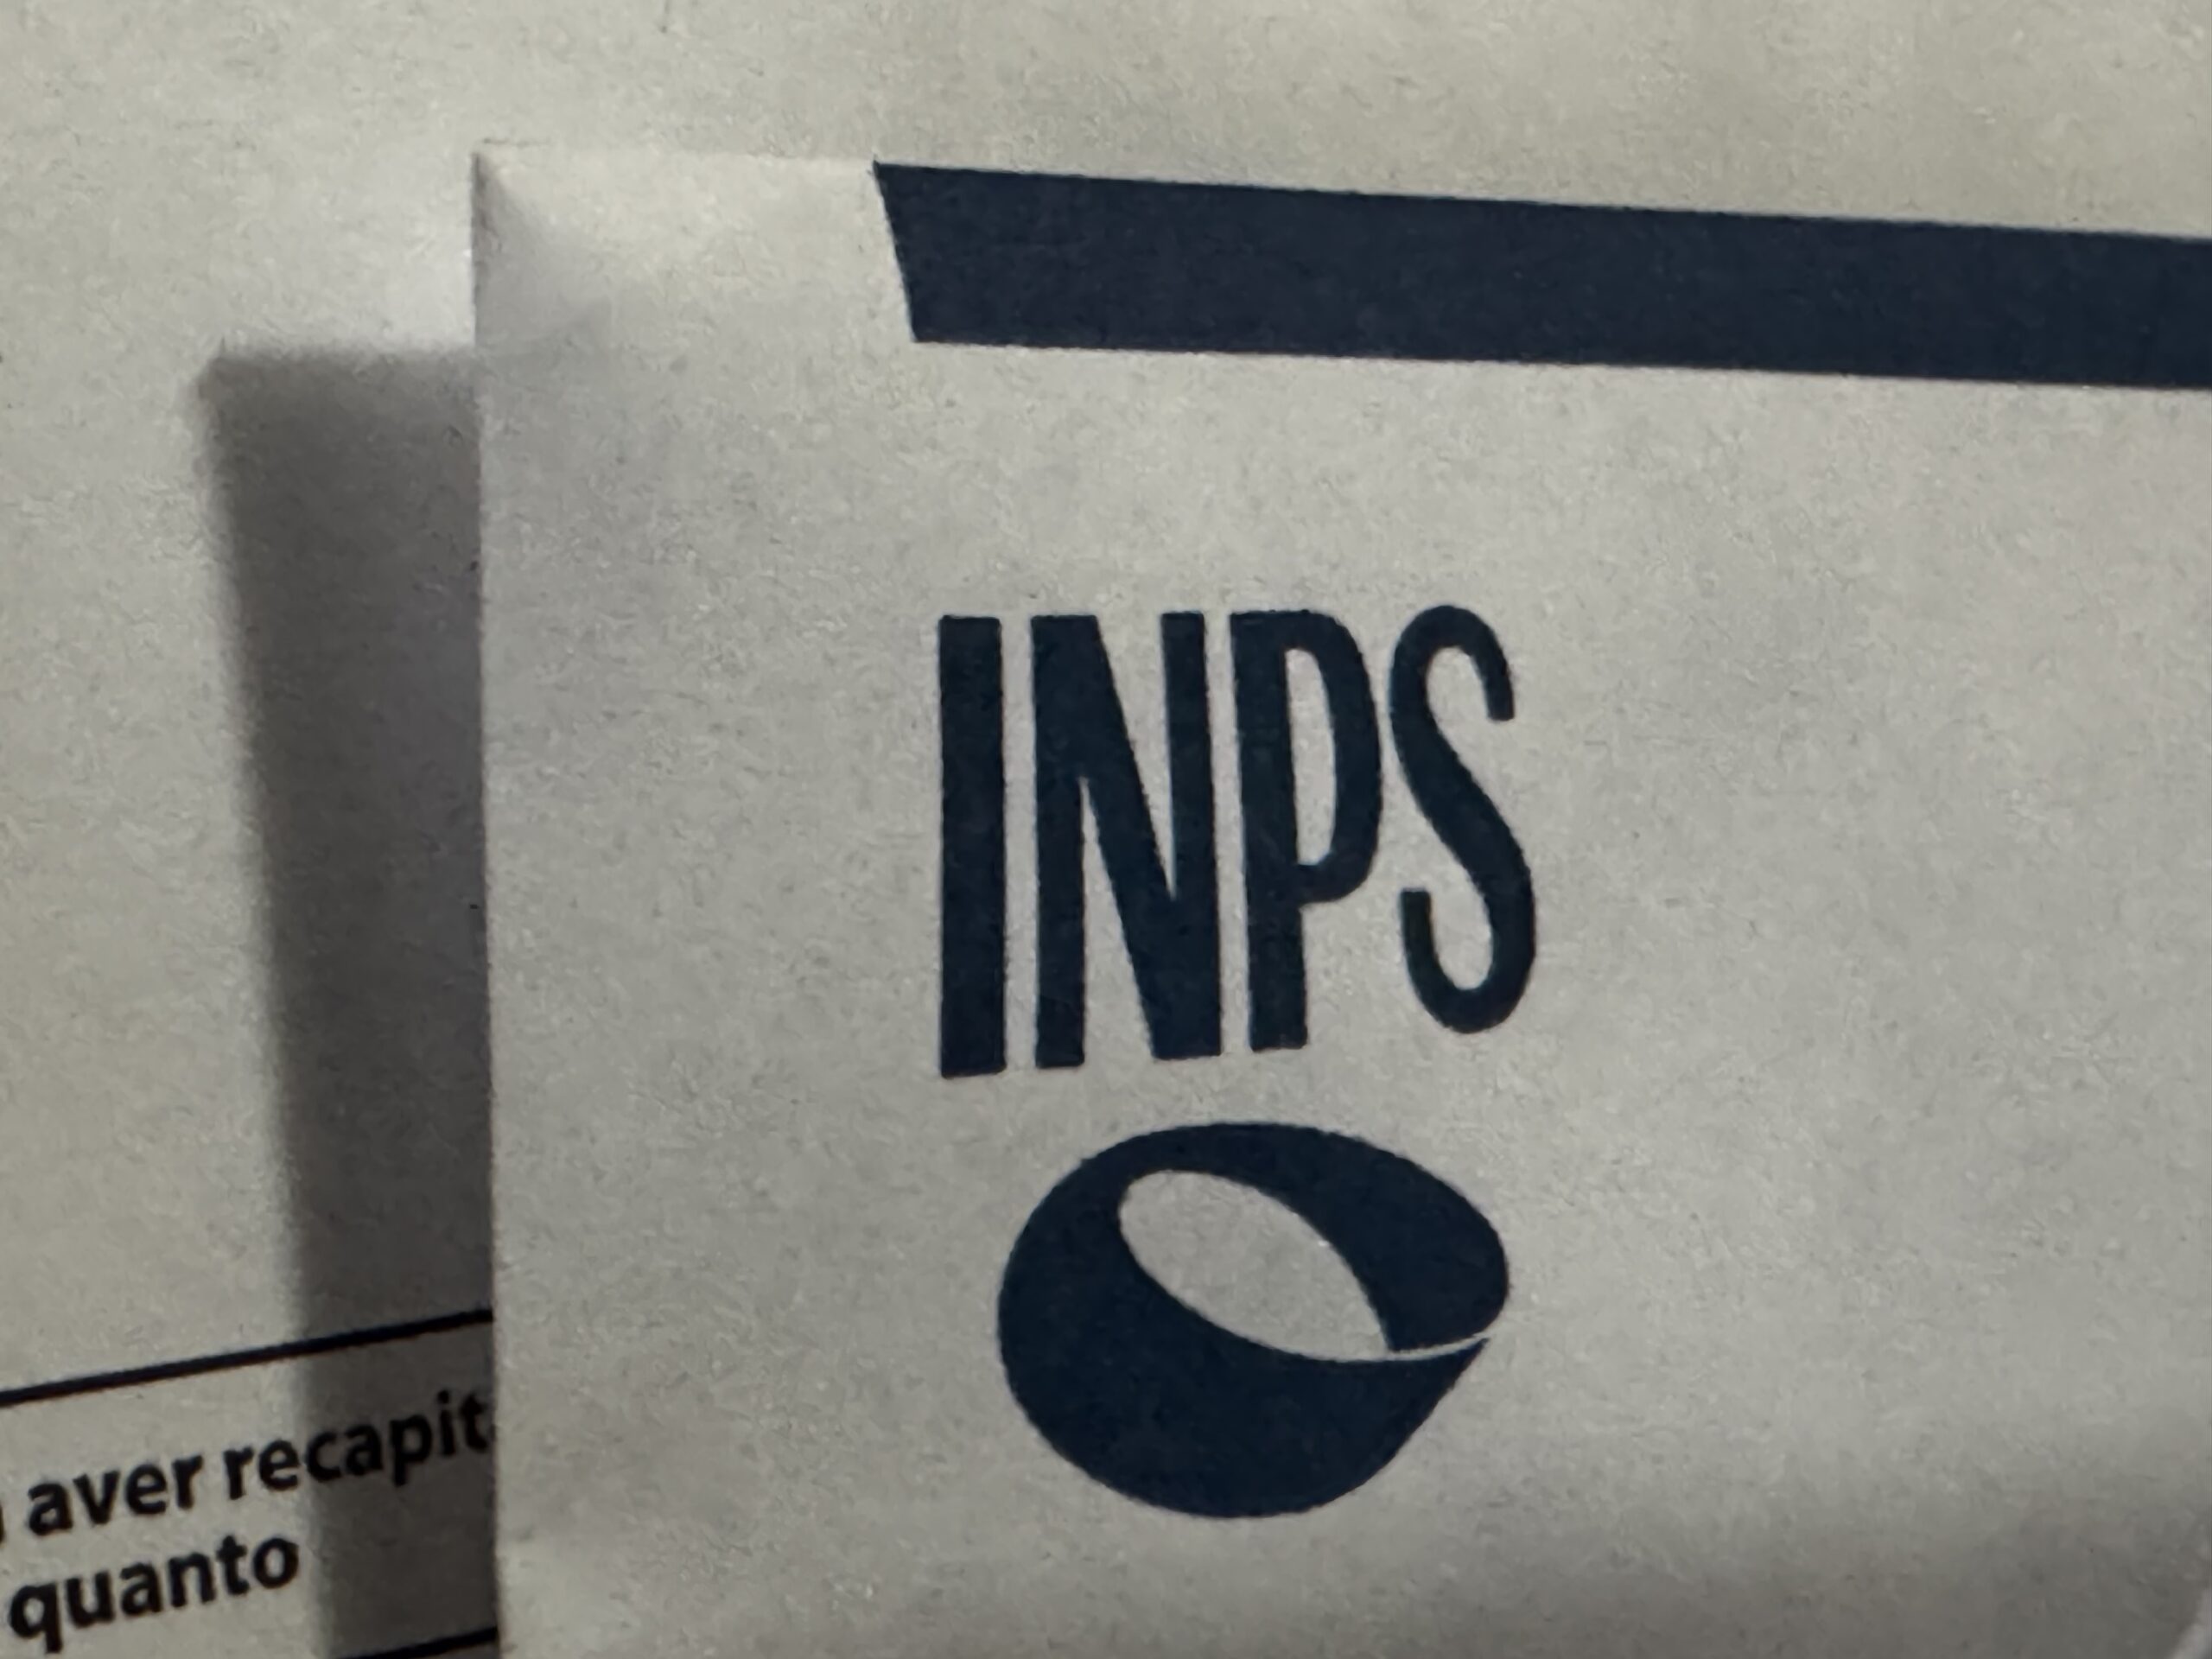 INPS
aver recapit
quanto